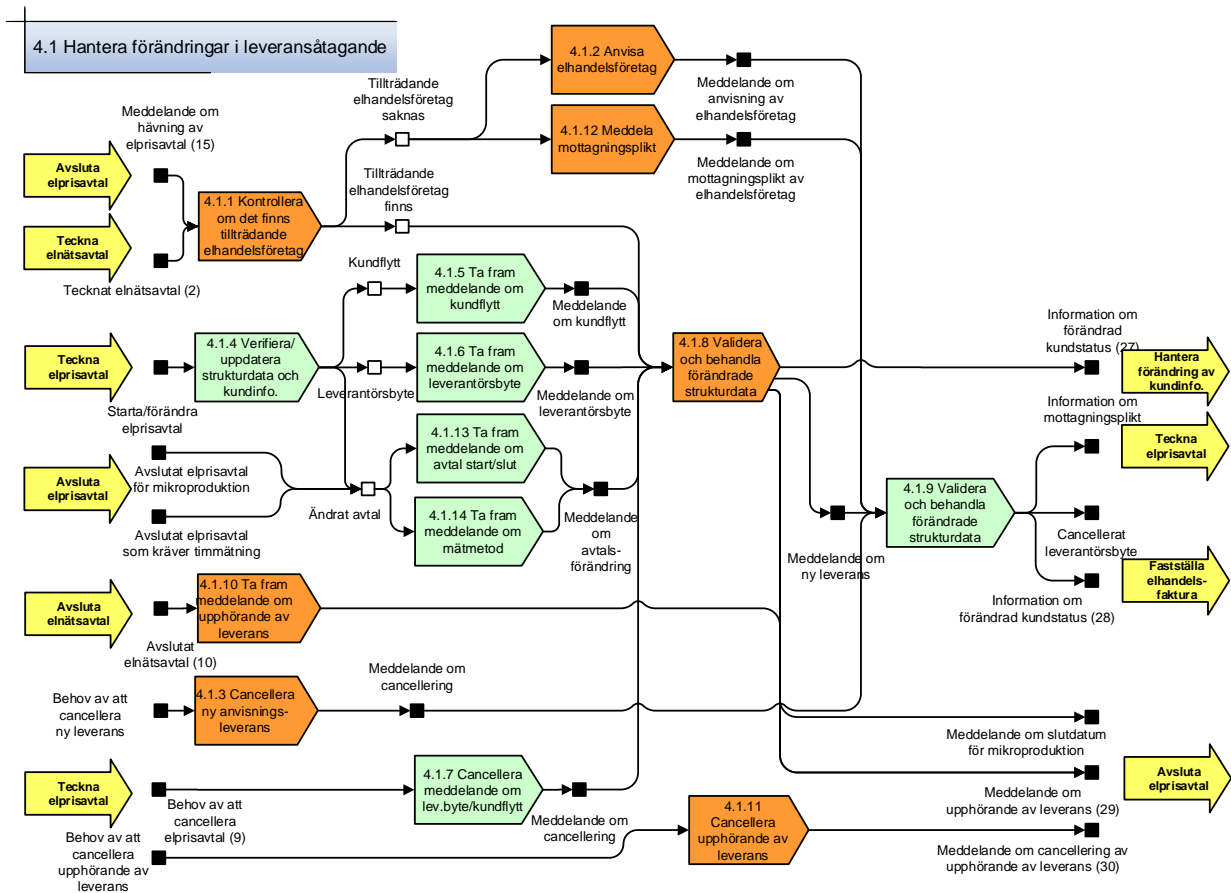 4.1 Hantera förändringar i leveransåtagande
4.1.2 Anvisa
elhandelsföretag
Meddelande om
anvisning av
elhandelsföretag
Tillträdande
elhandelsföretag
saknas
4.1.12 Meddela
mottagningsplikt
Meddelande om
mottagningsplikt av
elhandelsföretag
Meddelande om
hävning av
elprisavtal (15)
Avsluta
elprisavtal
4.1.1 Kontrollera
om det finns
tillträdande
elhandelsföretag
Tillträdande
elhandelsföretag
finns
Teckna
elnätsavtal
Tecknat elnätsavtal (2)
Kundflytt
4.1.5 Ta fram
meddelande om
kundflytt
Meddelande
om kundflytt
Teckna
elprisavtal
Starta/förändra
elprisavtal
4.1.4 Verifiera/
uppdatera
strukturdata och
kundinfo.
Leverantörsbyte
4.1.6 Ta fram
meddelande om
leverantörsbyte
Meddelande om
leverantörsbyte
4.1.8 Validera
och behandla
förändrade
strukturdata
Information om
förändrad
kundstatus (27)
Hantera
förändring av
kundinfo.
Information om
mottagningsplikt
Teckna
elprisavtal
Avsluta
elprisavtal
Avslutat elprisavtal
för mikroproduktion
Avslutat elprisavtal
som kräver timmätning
Ändrat avtal
4.1.13 Ta fram
meddelande om
avtal start/slut
4.1.14 Ta fram
meddelande om
mätmetod
Meddelande
om
avtals-
förändring
Meddelande om
ny leverans
4.1.9 Validera
och behandla
förändrade
strukturdata
Cancellerat
leverantörsbyte
Information om
förändrad kundstatus (28)
Fastställa
elhandels-
faktura
Avsluta
elnätsavtal
Avslutat
elnätsavtal (10)
4.1.10 Ta fram
meddelande om
upphörande av
leverans
Behov av att
cancellera
ny leverans
4.1.3 Cancellera
ny anvisnings-
leverans
Meddelande om
cancellering
Meddelande om slutdatum
för mikroproduktion
Teckna
elprisavtal
Behov av att
cancellera
elprisavtal (9)
4.1.7 Cancellera
meddelande om
lev.byte/kundflytt
Meddelande om
cancellering
Meddelande om
upphörande av leverans (29)
Avsluta
elprisavtal
Behov av att
cancellera
upphörande av
leverans
4.1.11
Cancellera
upphörande av
leverans
Meddelande om cancellering av
upphörande av leverans (30)